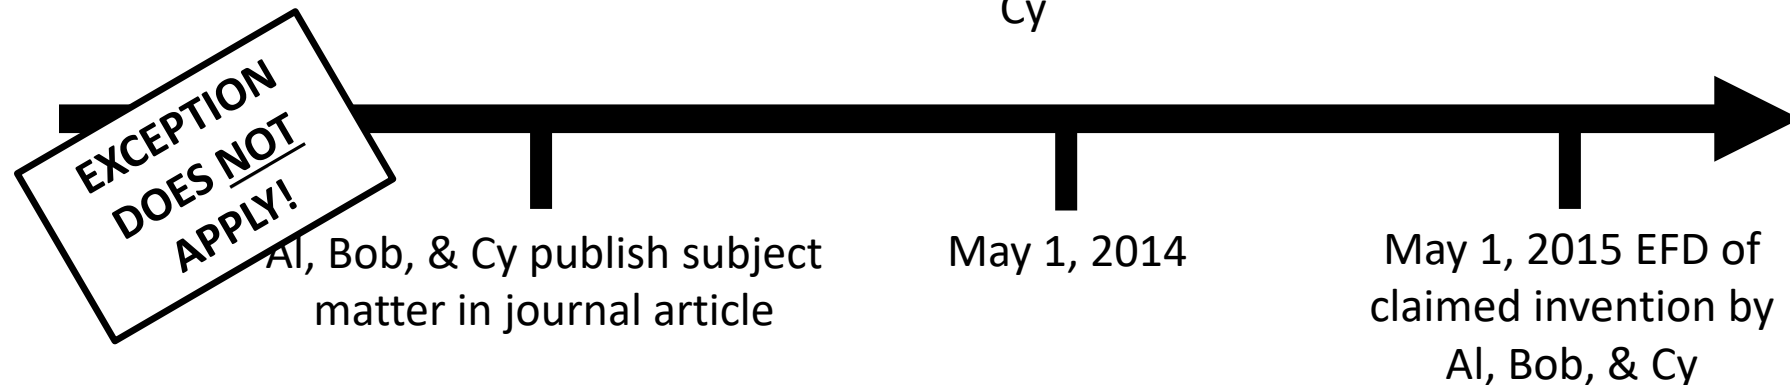 Cy
EXCEPTION
DOES NOT
APPLY!
Al, Bob, & Cy publish subject
matter in journal article
May 1, 2014
May 1, 2015 EFD of
claimed invention by
Al, Bob, & Cy